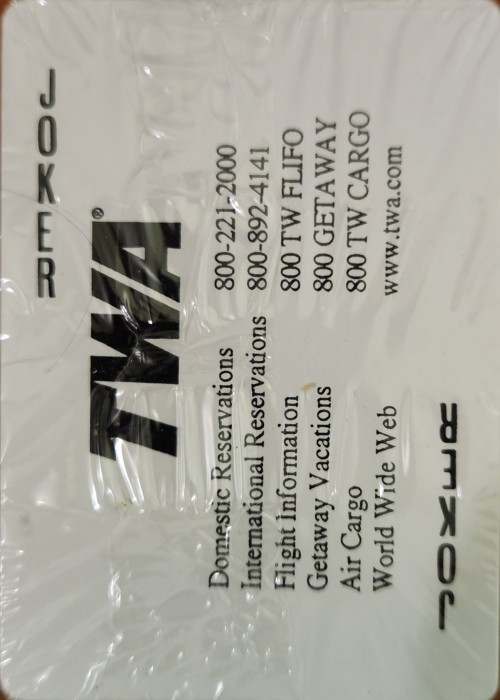 JOKER
TWA®
Domestic Reservations 800-221-2000
International Reservations 800-892-4141
Flight Information 800 TW FLIFO
Getaway Vacations 800 GETAWAY
Air Cargo 800 TW CARGO
World Wide Web www.twa.com
JOKER